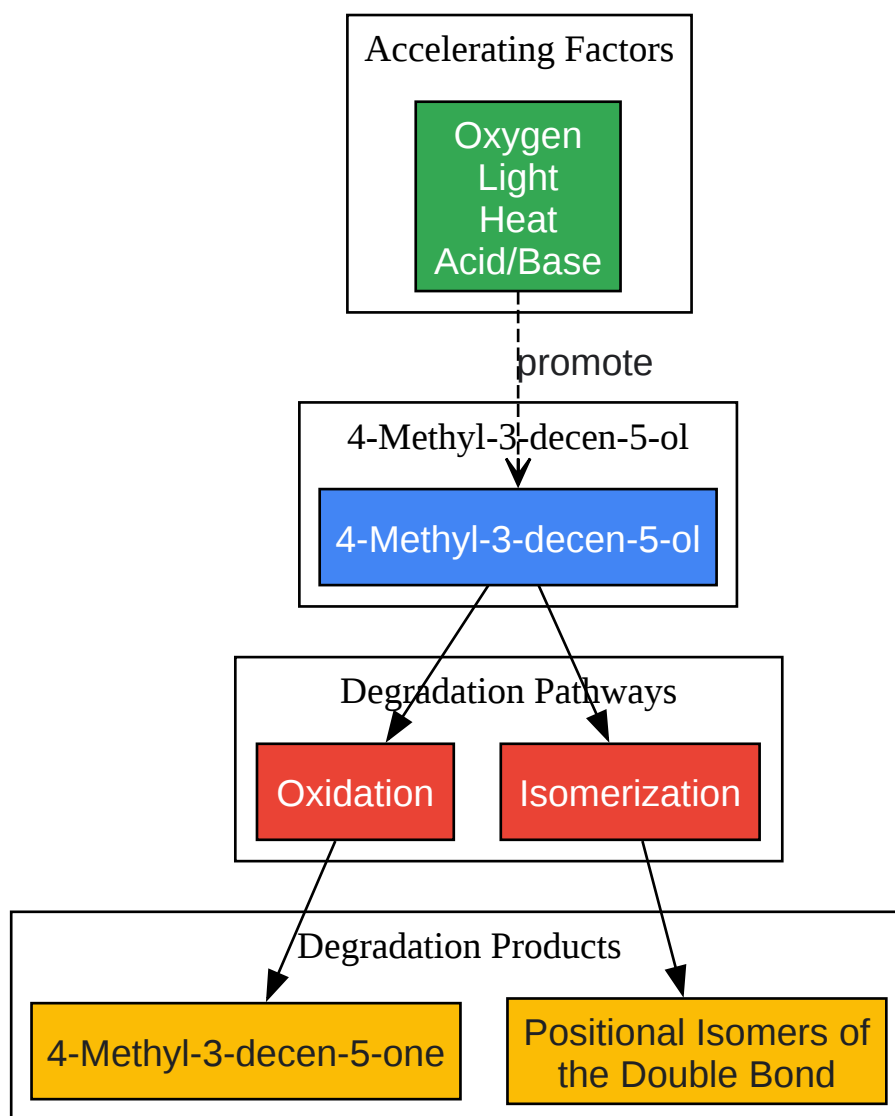 Accelerating Factors
Oxygen
Light
Heat
Acid/Base
promote
4-Methyl-3-decen-5-ol
4-Methyl-3-decen-5-ol
Degradation Pathways
Oxidation
Isomerization
Degradation Products
4-Methyl-3-decen-5-one
Positional Isomers of
the Double Bond